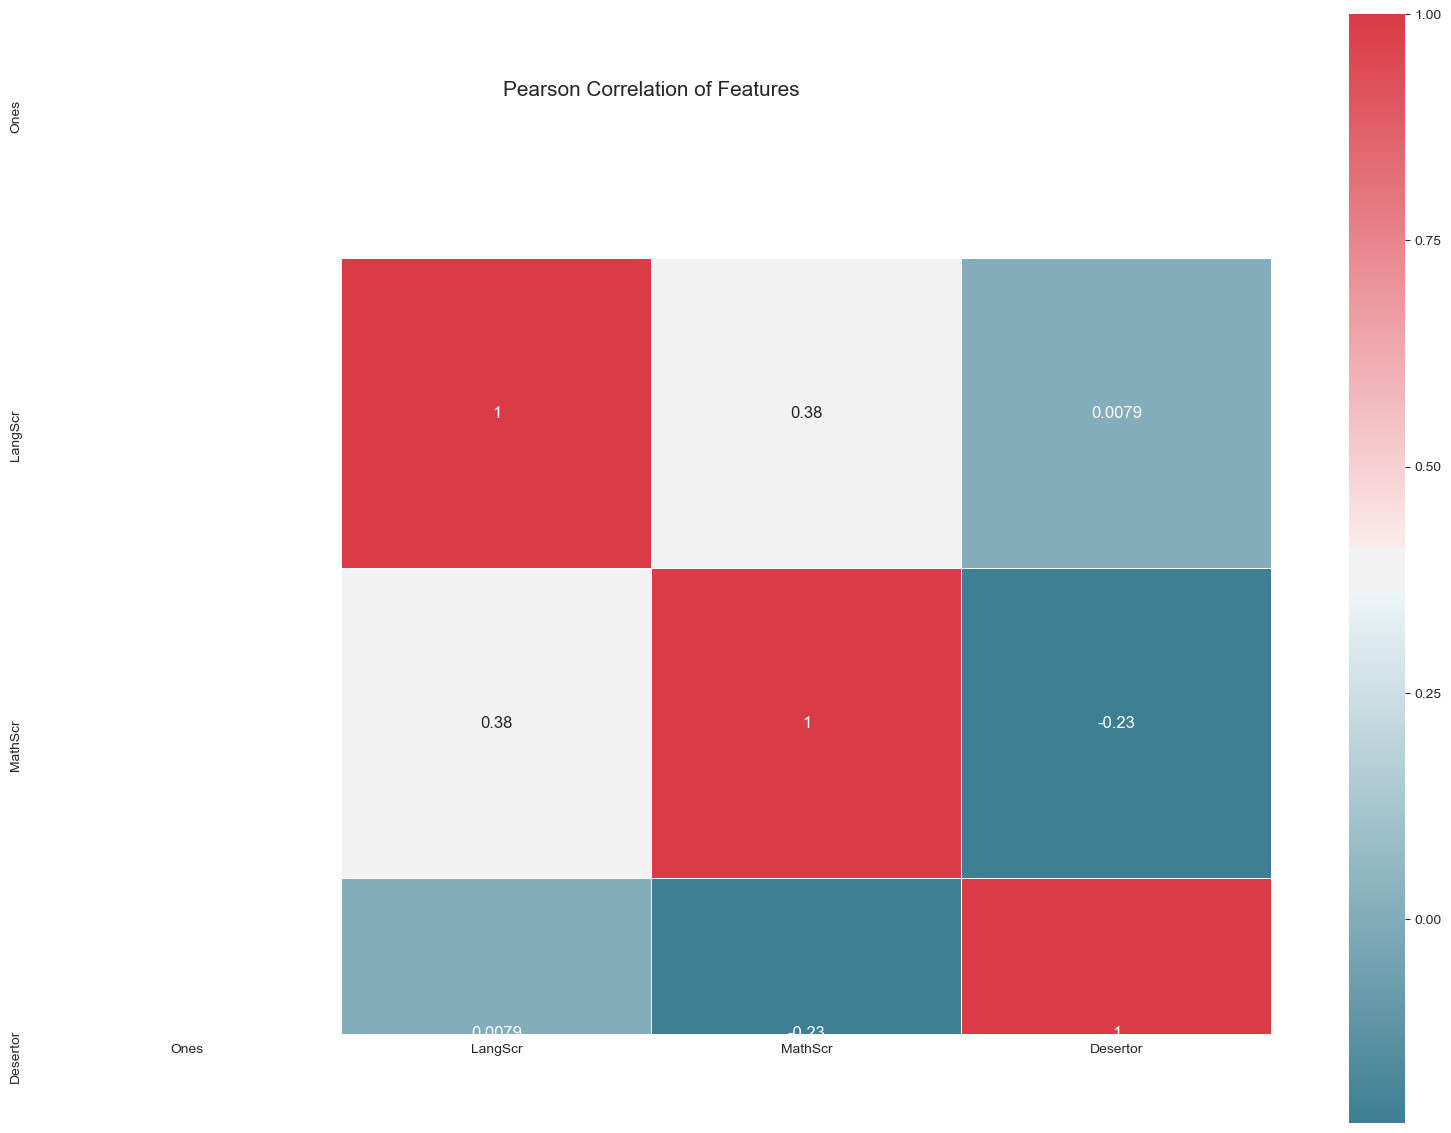 Pearson Correlation of Features
Ones
LangScr
MathScr
Desertor
1 0.38 0.0079
0.38 1 -0.23
0.0079 -0.23 1
Ones LangScr MathScr Desertor
1.00
0.75
0.50
0.25
0.00